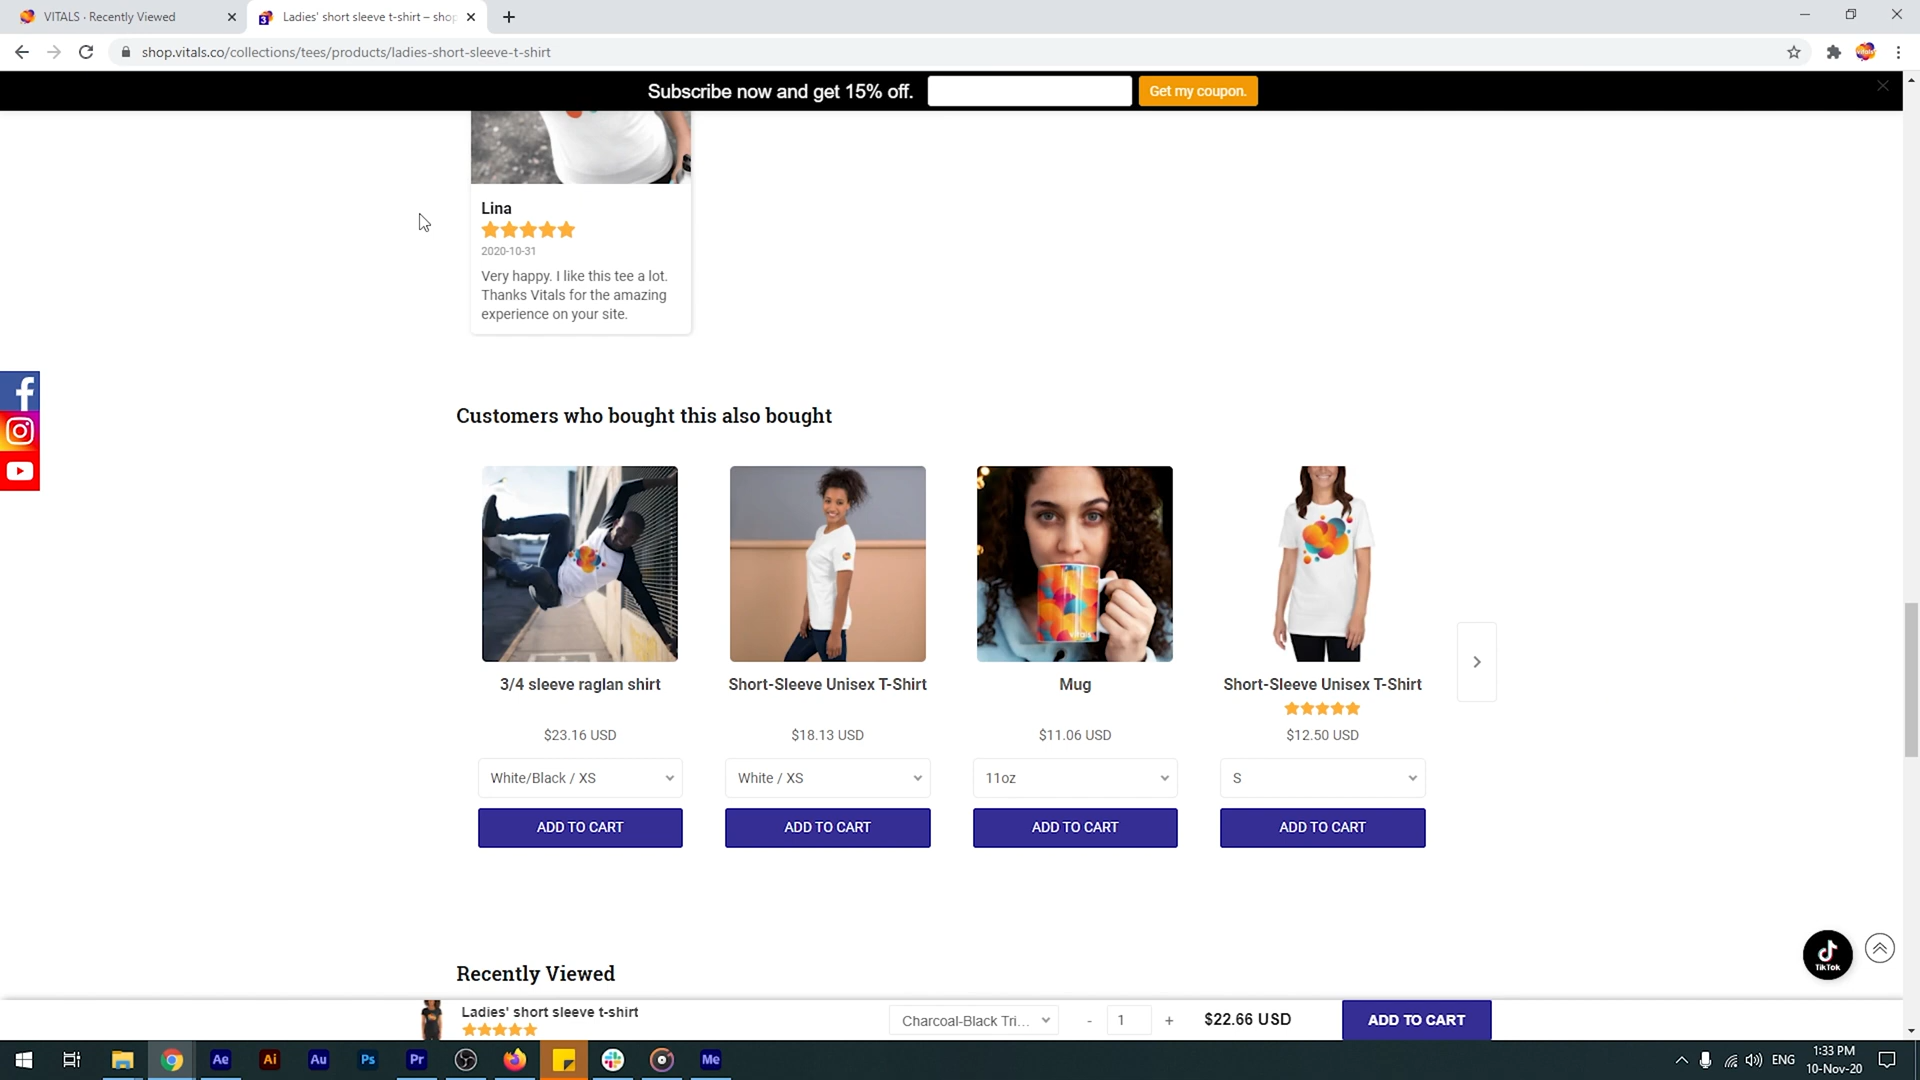 VITALS · Recently Viewed
3
Ladies' short sleeve t-shirt – shop
shop.vitals.co/collections/tees/products/ladies-short-sleeve-t-shirt
vitals
Subscribe now and get 15% off.
Get my coupon.
Lina
2020-10-31
Very happy. I like this tee a lot.
Thanks Vitals for the amazing
experience on your site.
Customers who bought this also bought
vitals
3/4 sleeve raglan shirt
Short-Sleeve Unisex T-Shirt
Mug
Short-Sleeve Unisex T-Shirt
$23.16 USD
$18.13 USD
$11.06 USD
$12.50 USD
White/Black / XS
White / XS
11oz
S
ADD TO CART
ADD TO CART
ADD TO CART
ADD TO CART
TikTok
Recently Viewed
Ladies' short sleeve t-shirt
Charcoal-Black Tri...
-
1
+
$22.66 USD
ADD TO CART
Ae
Ai
Au
Ps
Pr
Me
ENG
1:33 PM
10-Nov-20